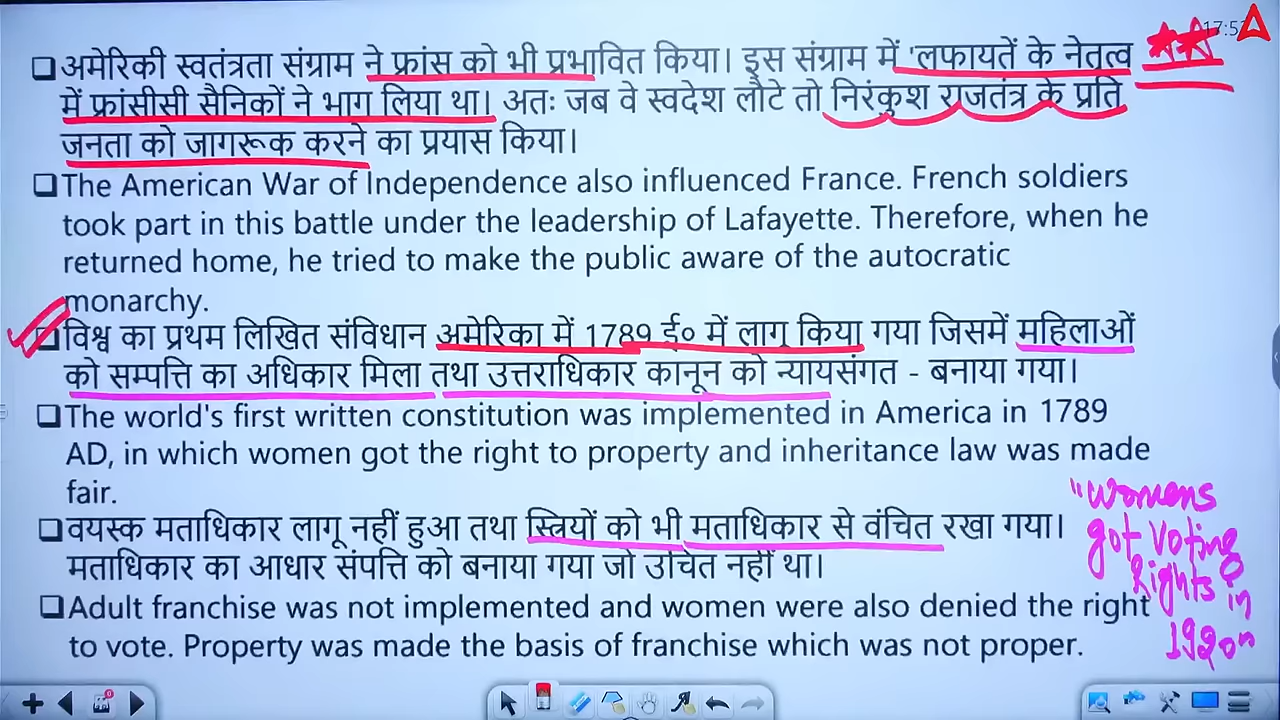 17:5
□ अमेरिकी स्वतंत्रता संग्राम ने फ्रांस को भी प्रभावित किया। इस संग्राम में 'लफायतें के नेतत्व
में फ्रांसीसी सैनिकों ने भाग लिया था। अतः जब वे स्वदेश लौटे तो निरंकुश राजतंत्र के प्रति
जनता को जागरूक करने का प्रयास किया।
□ The American War of Independence also influenced France. French soldiers
took part in this battle under the leadership of Lafayette. Therefore, when he
returned home, he tried to make the public aware of the autocratic
monarchy.
□ विश्व का प्रथम लिखित संविधान अमेरिका में 1789 ई० में लागू किया गया जिसमें महिलाओं
को सम्पत्ति का अधिकार मिला तथा उत्तराधिकार कानून को न्यायसंगत - बनाया गया।
□ The world's first written constitution was implemented in America in 1789
AD, in which women got the right to property and inheritance law was made
fair.
□ वयस्क मताधिकार लागू नहीं हुआ तथा स्त्रियों को भी मताधिकार से वंचित रखा गया।
मताधिकार का आधार संपत्ति को बनाया गया जो उचित नहीं था।
□ Adult franchise was not implemented and women were also denied the right
to vote. Property was made the basis of franchise which was not proper.
"Womens
got Voting
Rights in
1920"